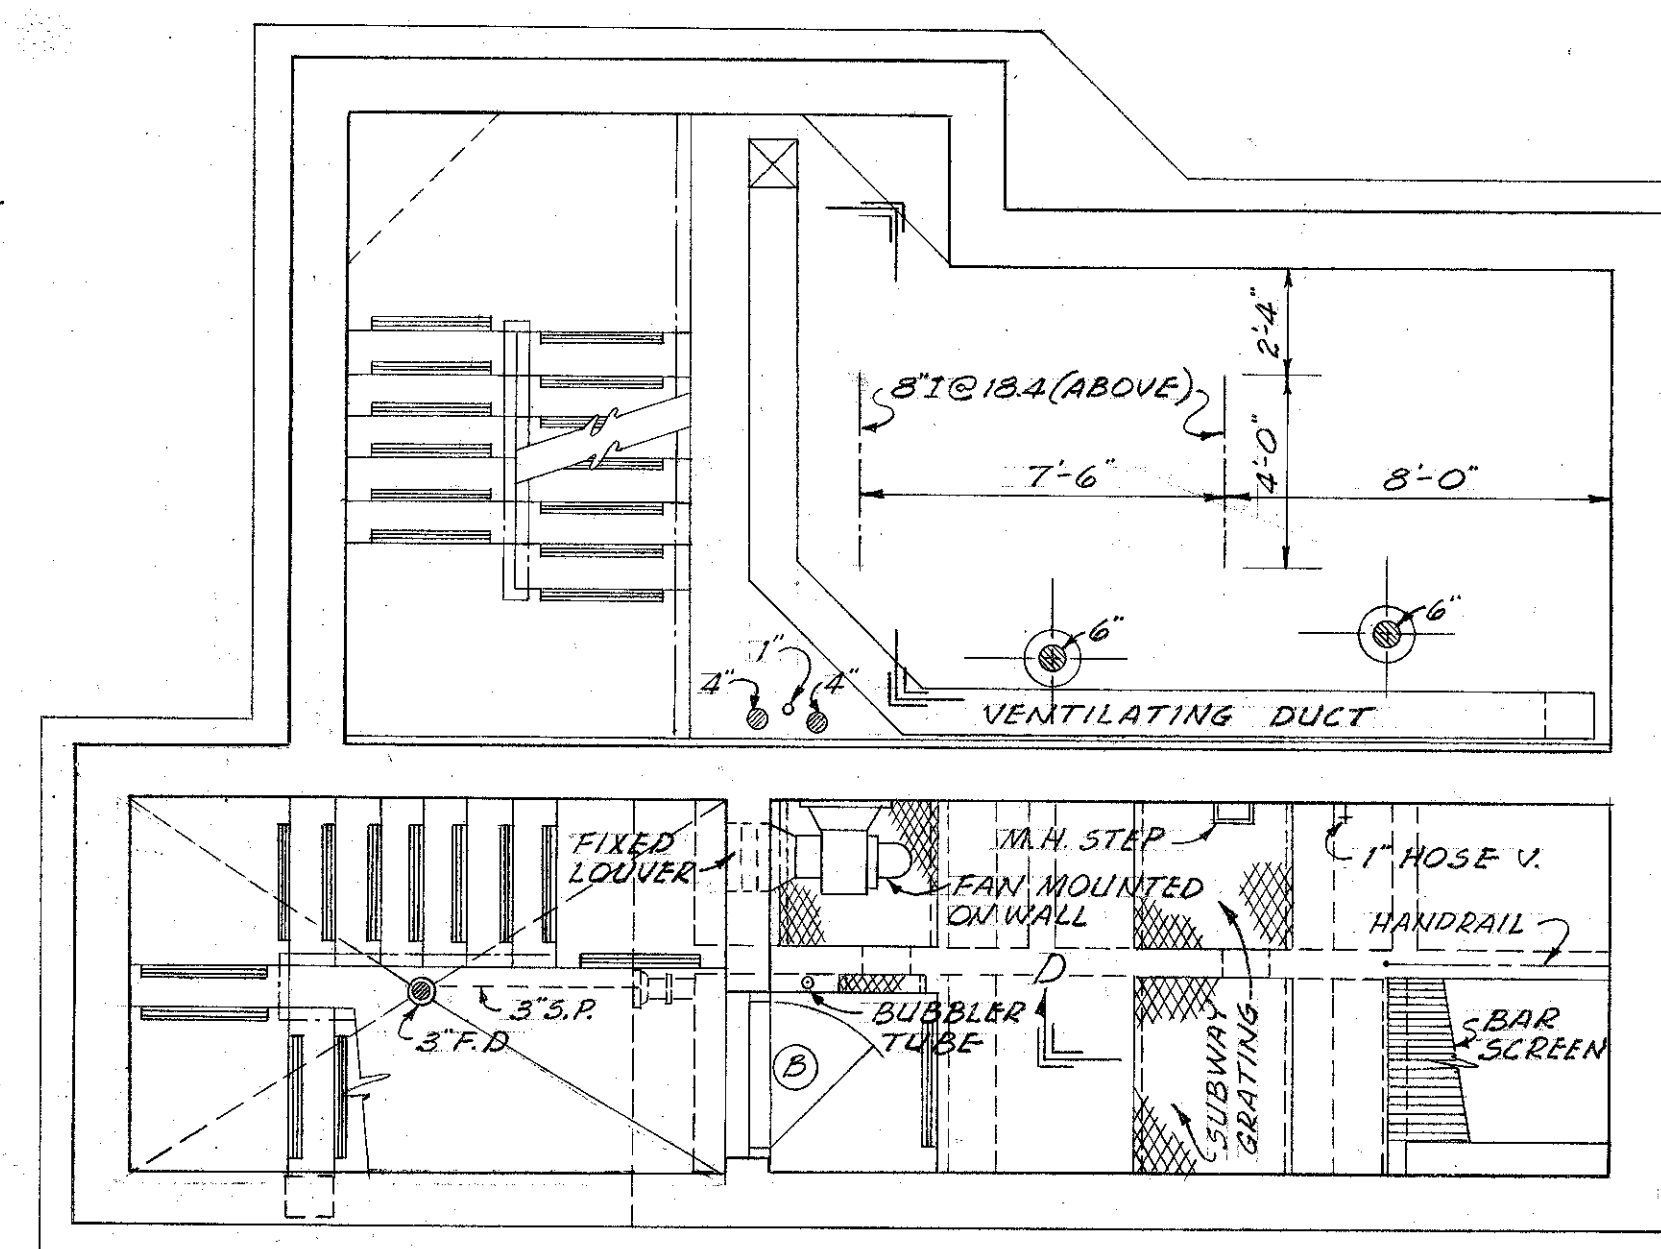 2'-4"
8"I@18.4(ABOVE)
4'-0"
7'-6"
8'-0"
6"
6"
1"
4"
4"
VENTILATING DUCT
FIXED
LOUVER
M.H. STEP
1" HOSE V.
FAN MOUNTED
ON WALL
HANDRAIL
D
3"S.P.
3"F.D
BUBBLER
TUBE
B
SUBWAY
GRATING
BAR
SCREEN